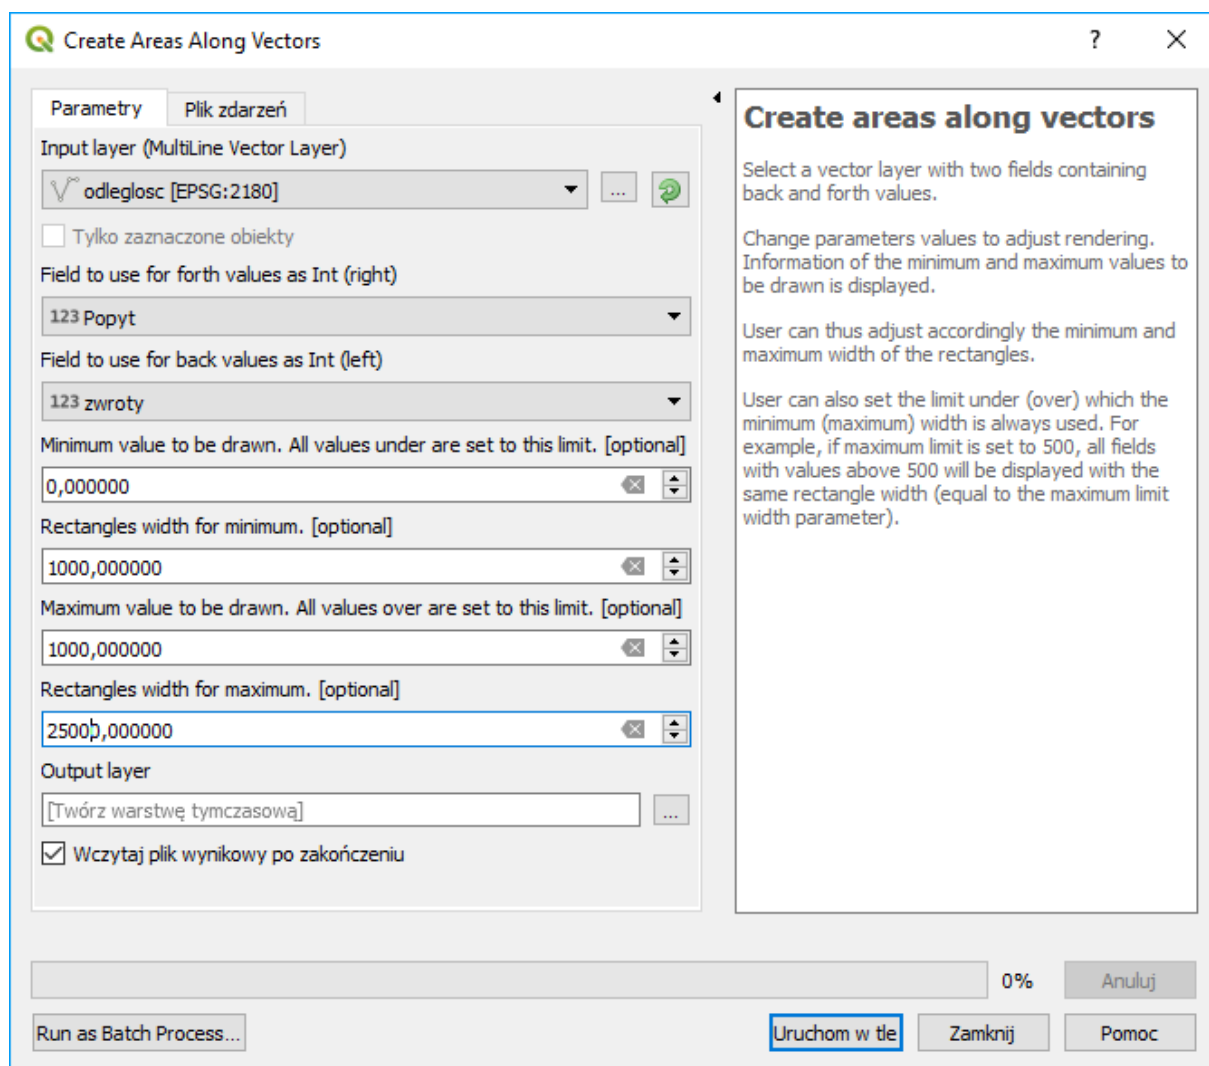 Create Areas Along Vectors
?
Parametry
Plik zdarzeń
Input layer (MultiLine Vector Layer)
odleglosc [EPSG:2180]
...
Tylko zaznaczone obiekty
Field to use for forth values as Int (right)
123 Popyt
Field to use for back values as Int (left)
123 zwroty
Minimum value to be drawn. All values under are set to this limit. [optional]
0,000000
Rectangles width for minimum. [optional]
1000,000000
Maximum value to be drawn. All values over are set to this limit. [optional]
1000,000000
Rectangles width for maximum. [optional]
25000,000000
Output layer
[Twórz warstwę tymczasową]
...
Wczytaj plik wynikowy po zakończeniu
Create areas along vectors
Select a vector layer with two fields containing
back and forth values.
Change parameters values to adjust rendering.
Information of the minimum and maximum values to
be drawn is displayed.
User can thus adjust accordingly the minimum and
maximum width of the rectangles.
User can also set the limit under (over) which the
minimum (maximum) width is always used. For
example, if maximum limit is set to 500, all fields
with values above 500 will be displayed with the
same rectangle width (equal to the maximum limit
width parameter).
0%
Anuluj
Run as Batch Process...
Uruchom w tle
Zamknij
Pomoc